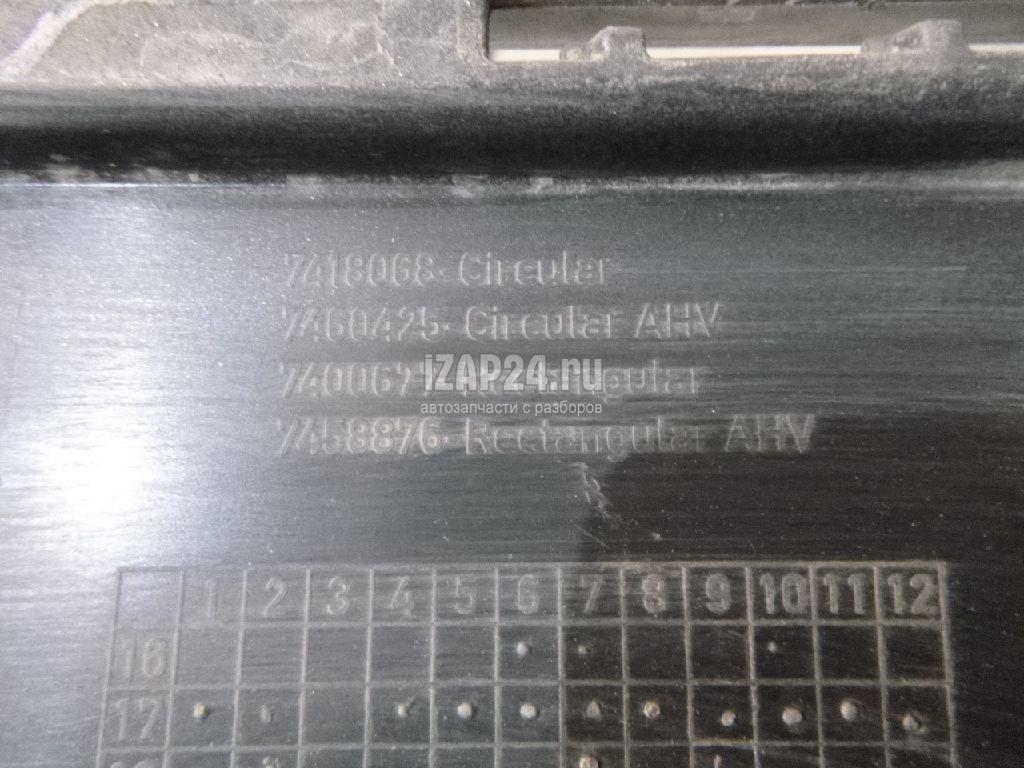 7418068 Circular
7460425 Circular AHV
iZAP24.ru
автозапчасти с разборов
7458876 Rectangular AHV
1 2 3 4 5 6 7 8 9 10 11 12
16
17